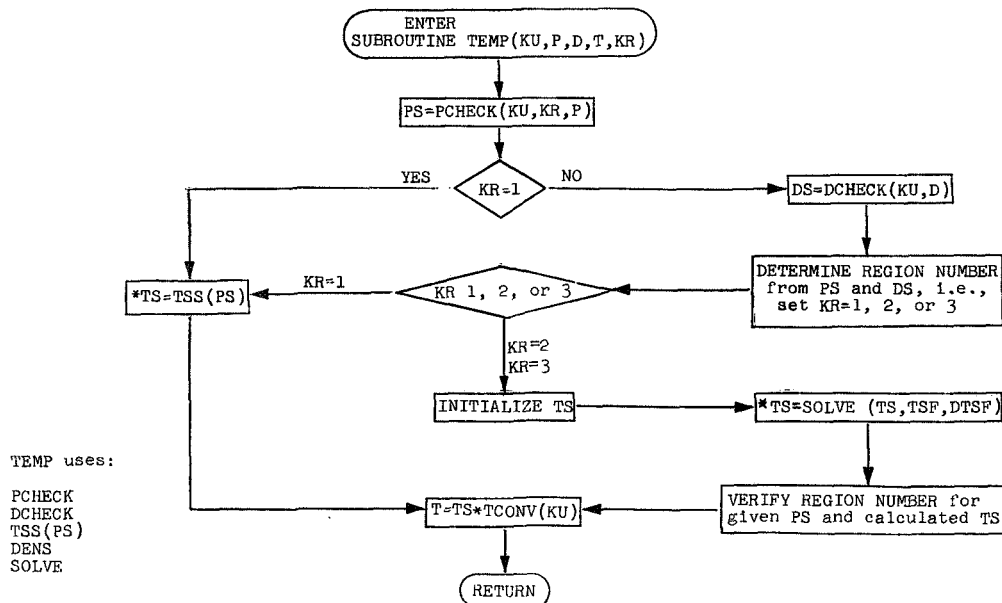 ENTER
SUBROUTINE TEMP(KU,P,D,T,KR)
PS=PCHECK(KU,KR,P)
YES
KR=1
NO
DS=DCHECK(KU,D)
DETERMINE REGION NUMBER
from PS and DS, i.e.,
set KR=1, 2, or 3
KR 1, 2, or 3
KR=1
*TS=TSS(PS)
KR=2
KR=3
INITIALIZE TS
*TS=SOLVE (TS,TSF,DTSF)
VERIFY REGION NUMBER for
given PS and calculated TS
T=TS*TCONV(KU)
RETURN
TEMP uses:
PCHECK
DCHECK
TSS(PS)
DENS
SOLVE